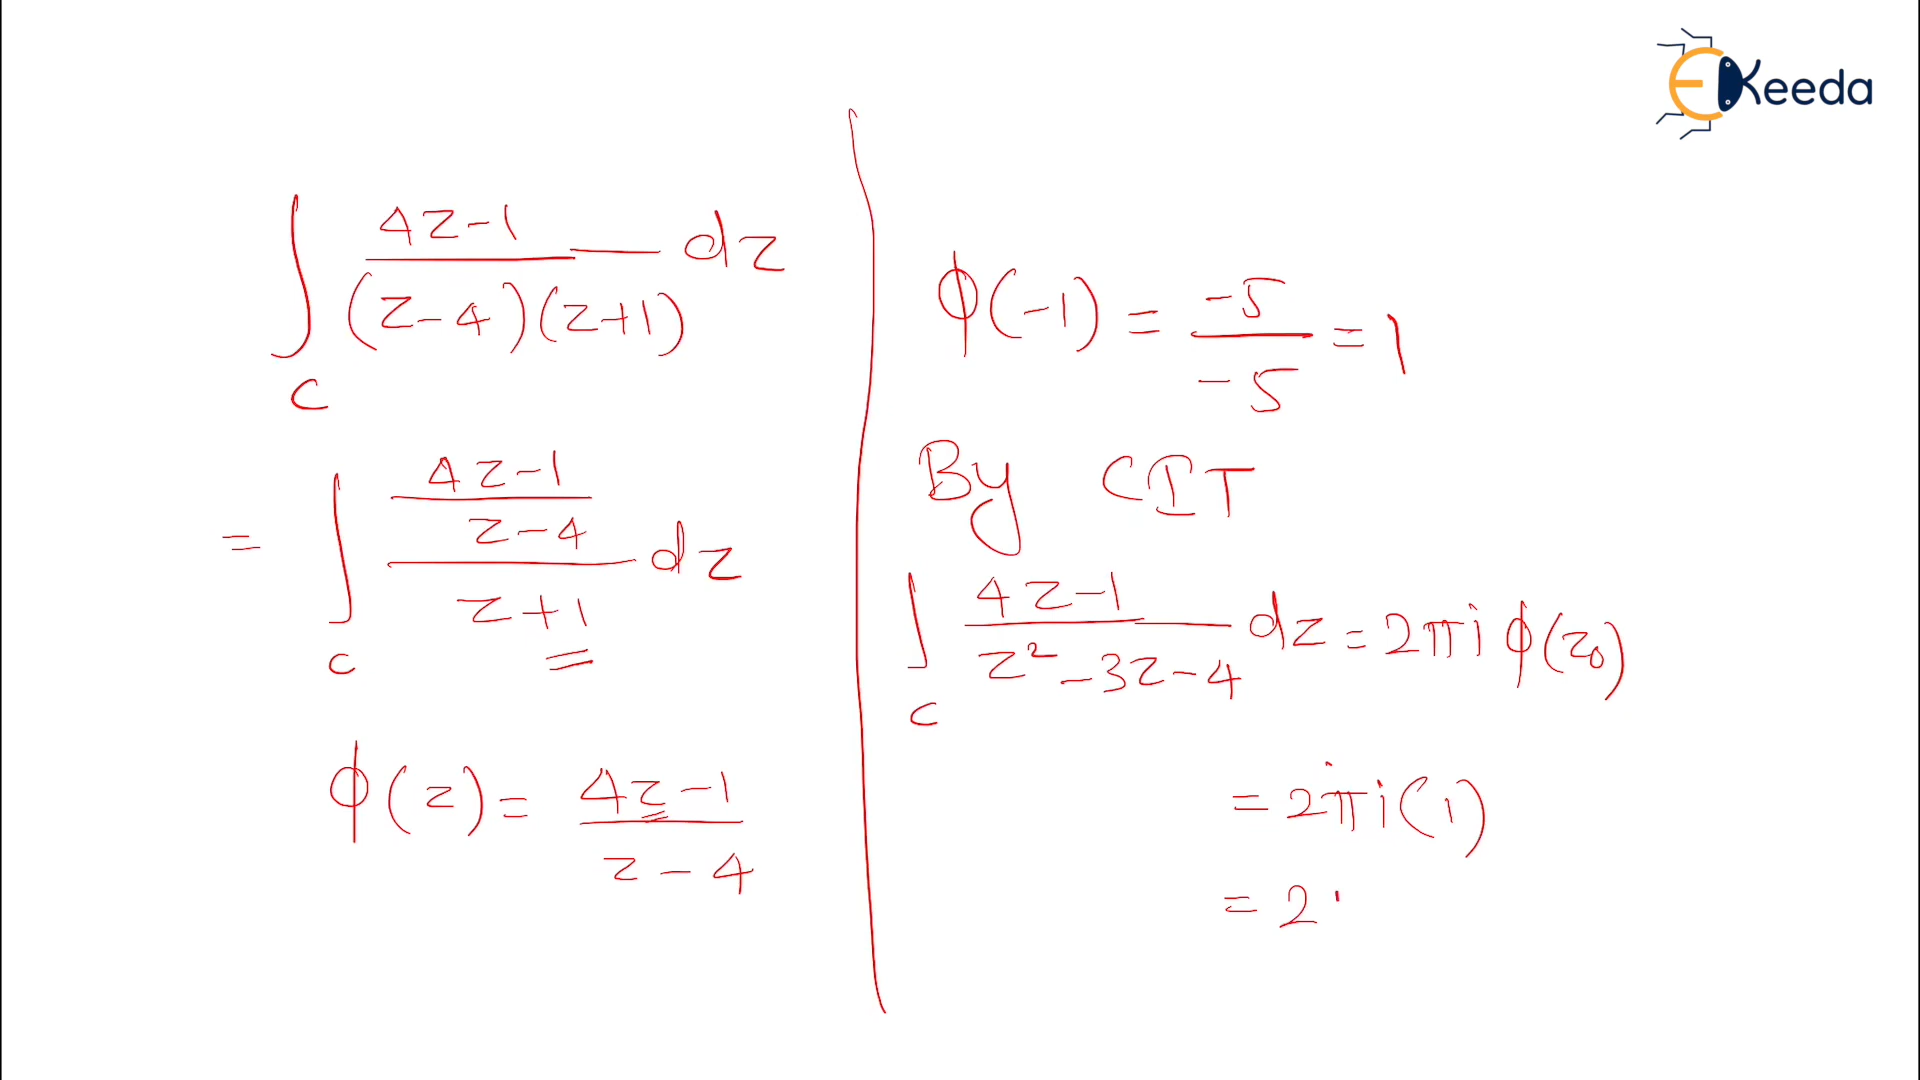 EKeeda
∫_C (4z-1)/((z-4)(z+1)) dz
= ∫_C ((4z-1)/(z-4))/(z+1) dz
ϕ(z) = (4z-1)/(z-4)
ϕ(-1) = (-5)/(-5) = 1
By CIT
∫_C (4z-1)/(z²-3z-4) dz = 2πi ϕ(z₀)
= 2πi(1)
= 2